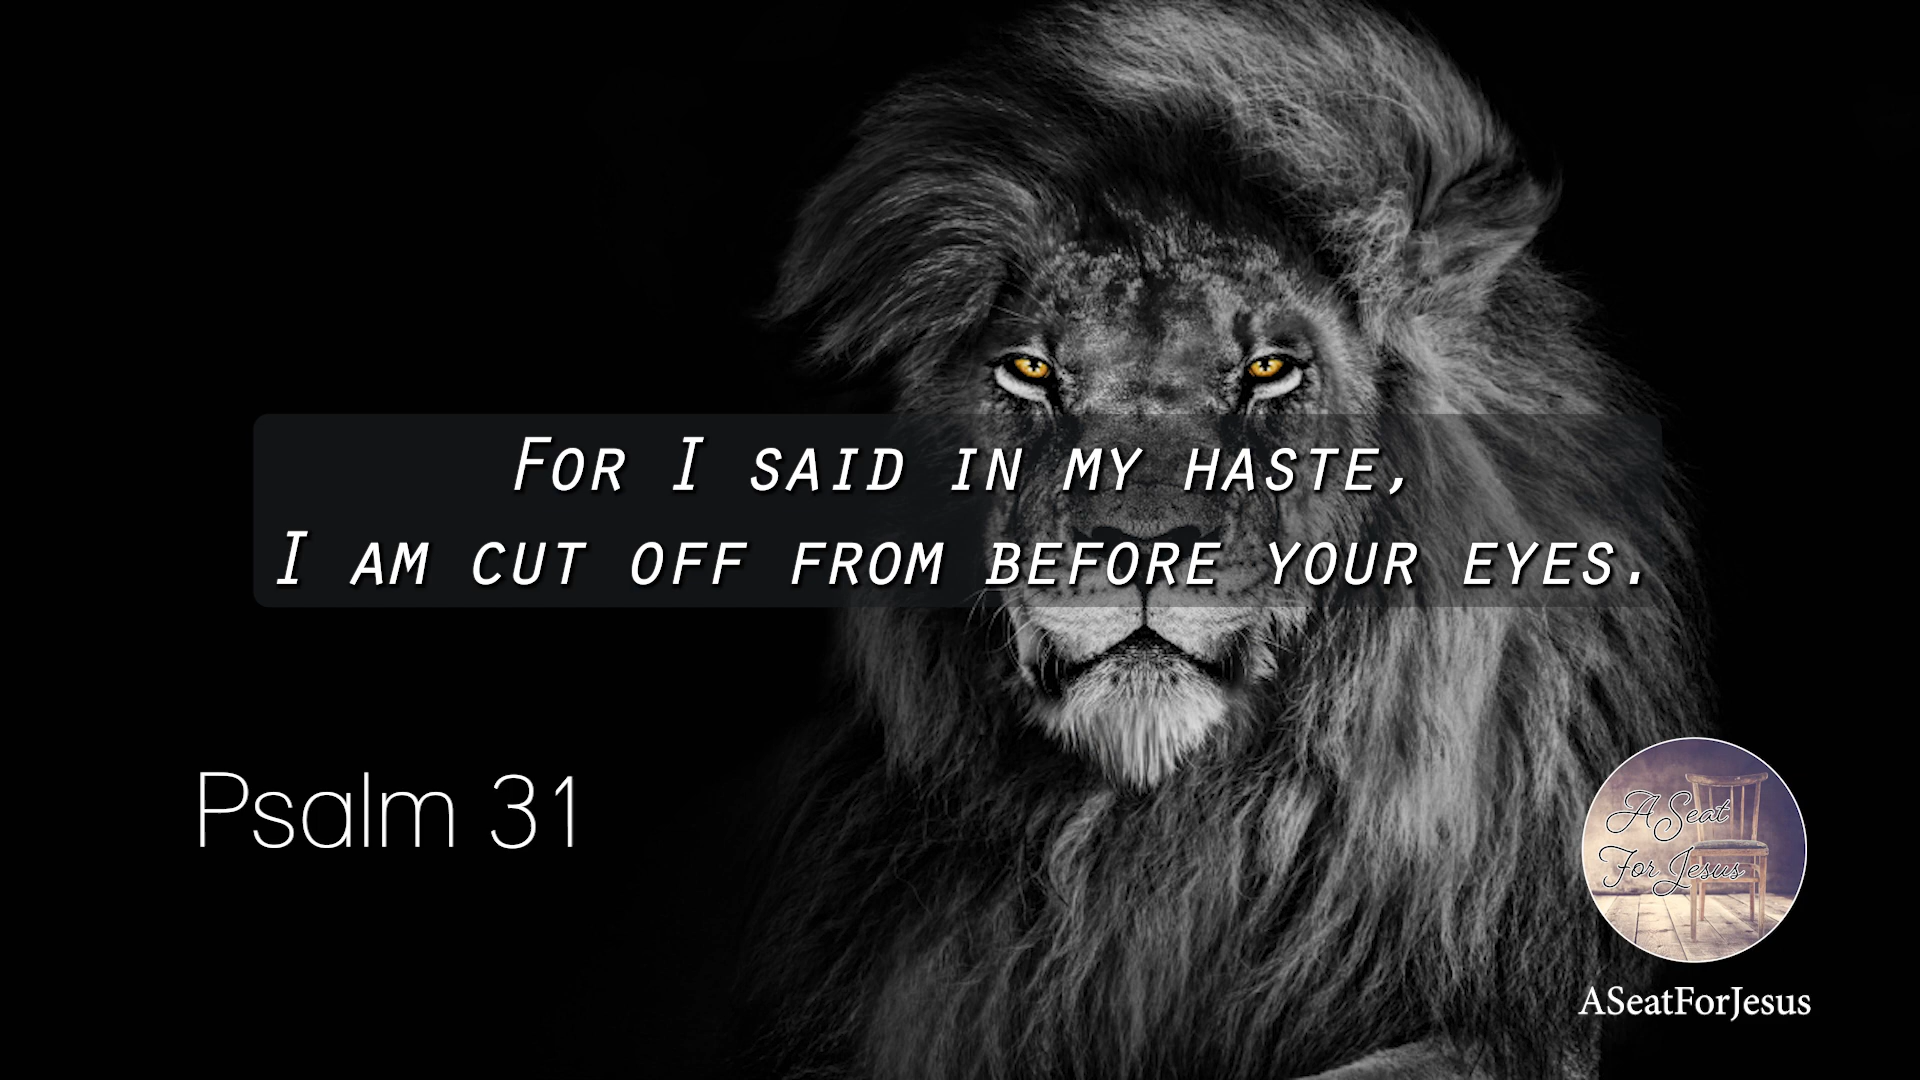 For I said in my haste,
I am cut off from before your eyes.
Psalm 31
A Seat
For Jesus
ASeatForJesus